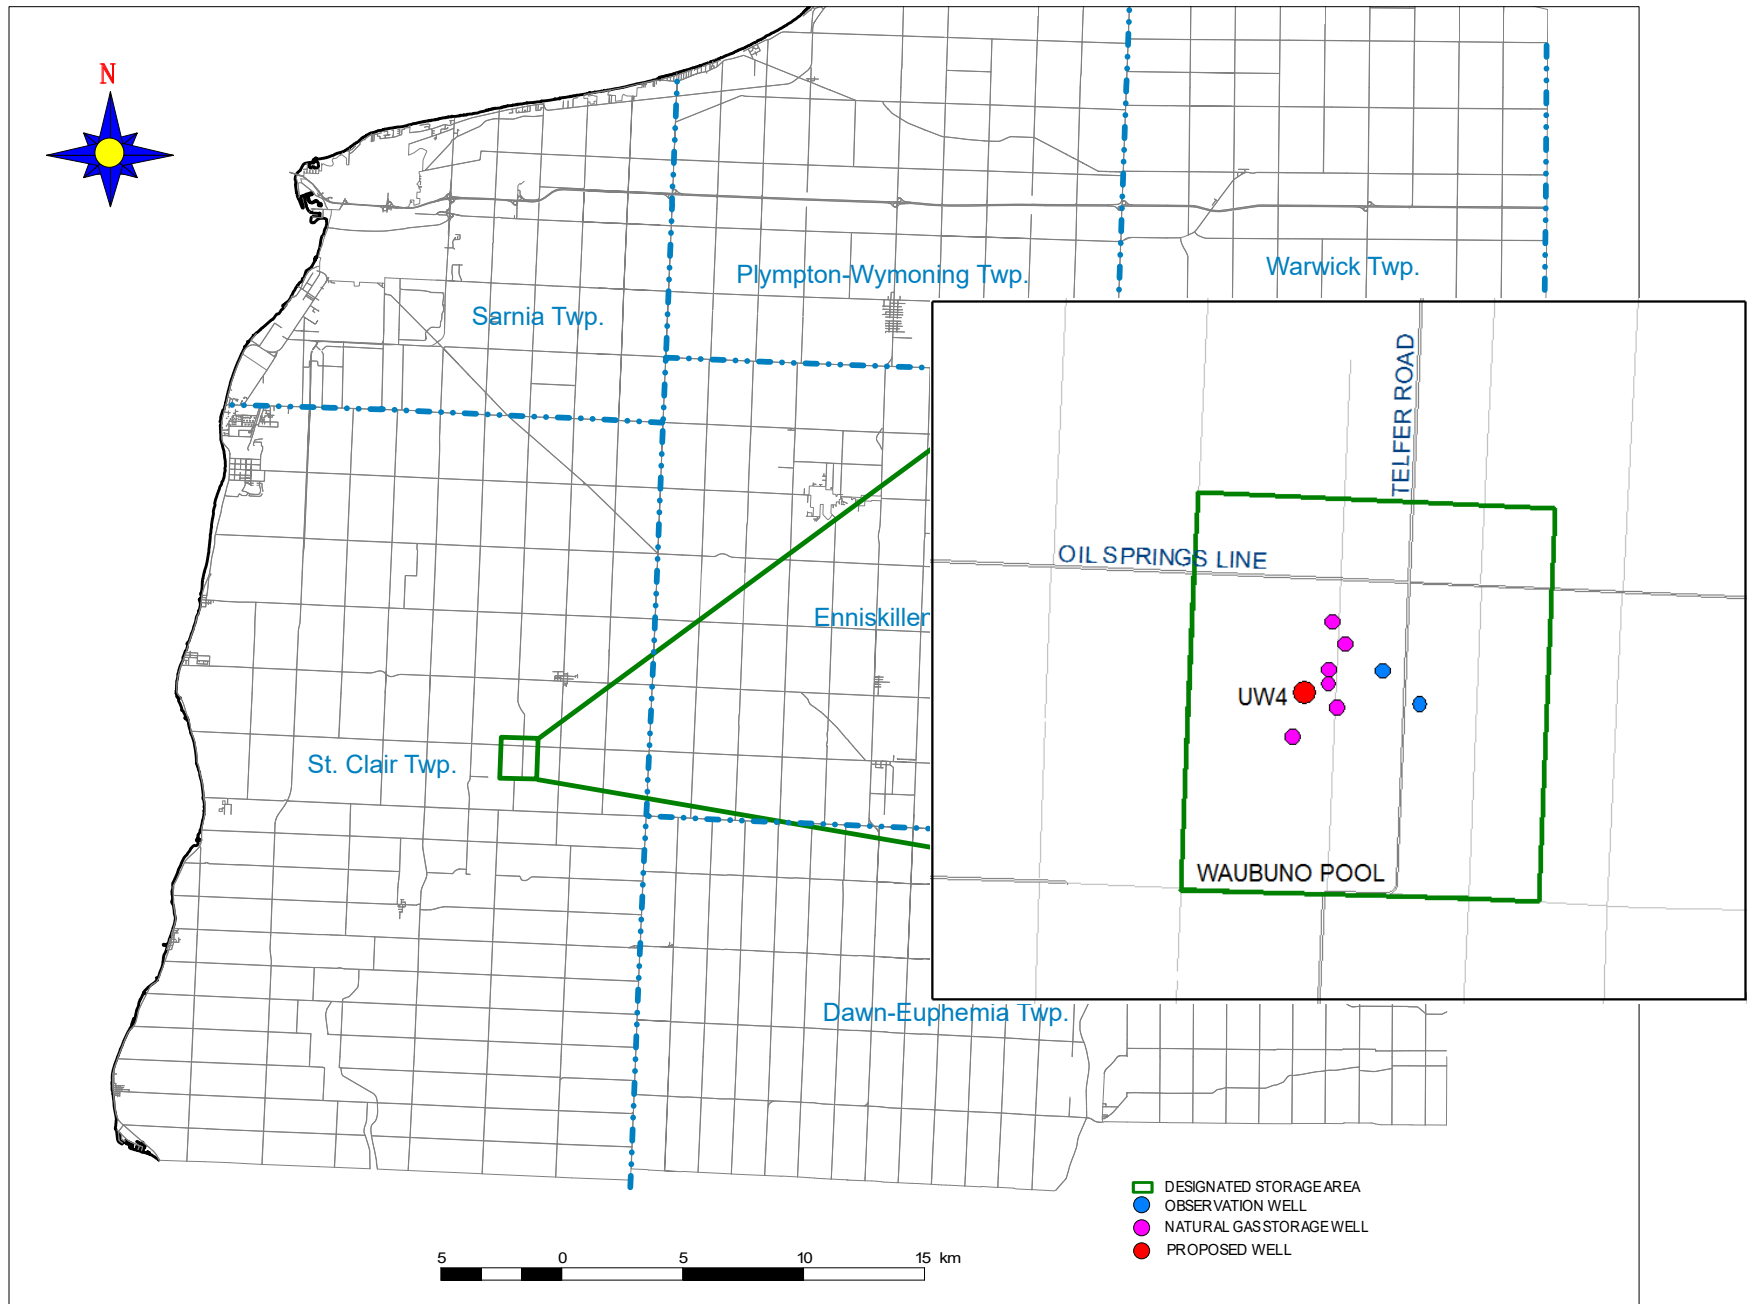 N
Plympton-Wymoning Twp.
Warwick Twp.
Sarnia Twp.
TELFER ROAD
OIL SPRINGS LINE
Enniskillen
UW4
St. Clair Twp.
WAUBUNO POOL
Dawn-Euphemia Twp.
DESIGNATED STORAGE AREA
OBSERVATION WELL
NATURAL GAS STORAGE WELL
PROPOSED WELL
5 0 5 10 15 km